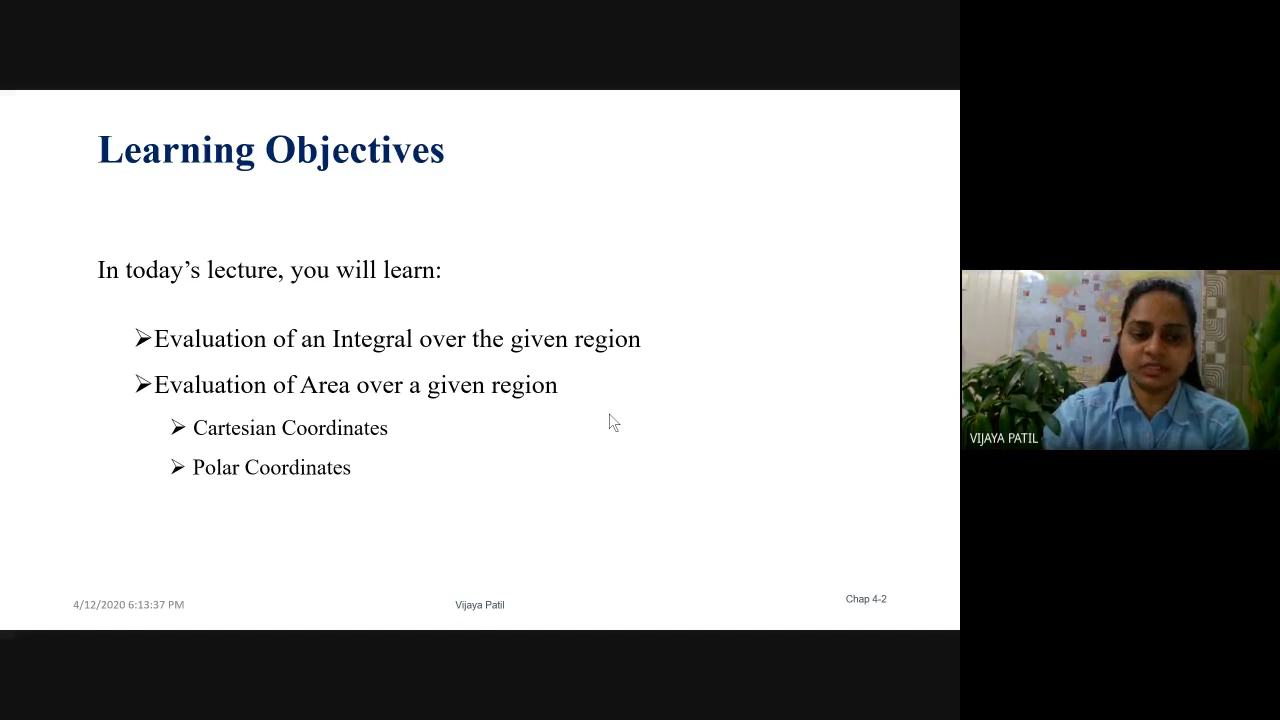 Learning Objectives
In today’s lecture, you will learn:
➢Evaluation of an Integral over the given region
➢Evaluation of Area over a given region
➢ Cartesian Coordinates
➢ Polar Coordinates
4/12/2020 6:13:37 PM
Vijaya Patil
Chap 4-2
VIJAYA PATIL